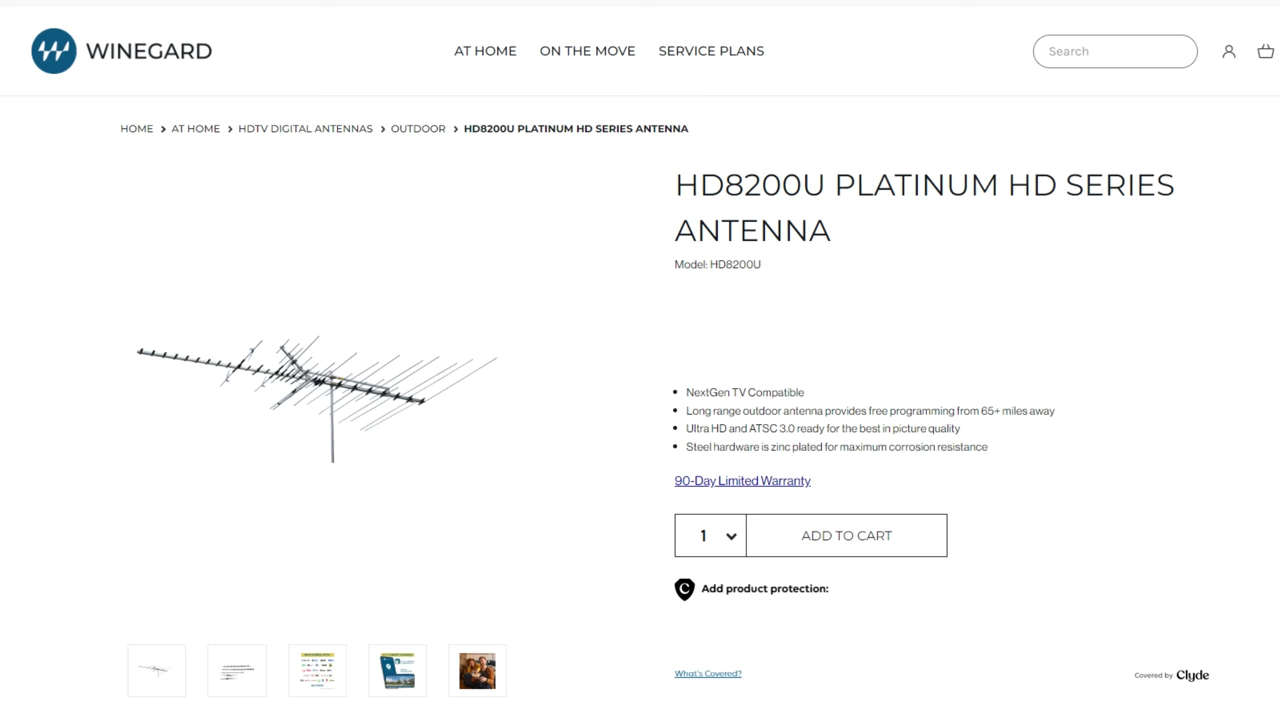 WINEGARD
AT HOME
ON THE MOVE
SERVICE PLANS
Search
HOME > AT HOME > HDTV DIGITAL ANTENNAS > OUTDOOR > HD8200U PLATINUM HD SERIES ANTENNA
HD8200U PLATINUM HD SERIES
ANTENNA
Model: HD8200U
NextGen TV Compatible
Long range outdoor antenna provides free programming from 65+ miles away
Ultra HD and ATSC 3.0 ready for the best in picture quality
Steel hardware is zinc plated for maximum corrosion resistance
90-Day Limited Warranty
1
ADD TO CART
C
Add product protection:
What's Covered?
Covered by Clyde